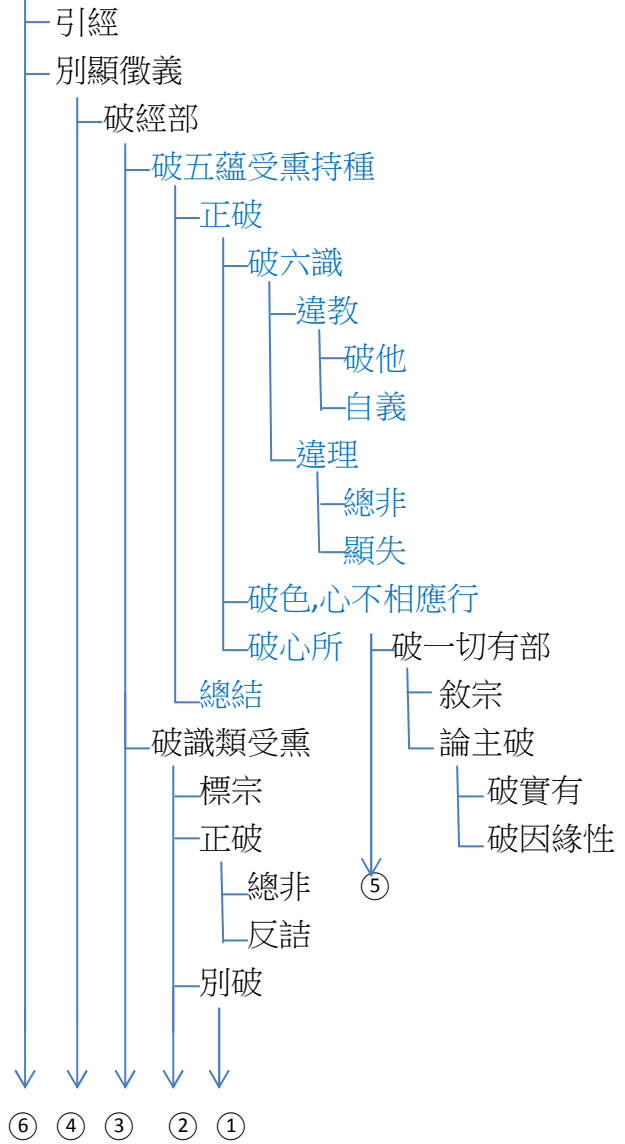 引經
別顯徵義
破經部
破五蘊受熏持種
正破
破六識
違教
破他
自義
違理
總非
顯失
破色,心不相應行
破心所
破一切有部
總結
敘宗
破識類受熏
論主破
標宗
破實有
正破
破因緣性
總非
⑤
反詰
別破
⑥ ④ ③ ② ①